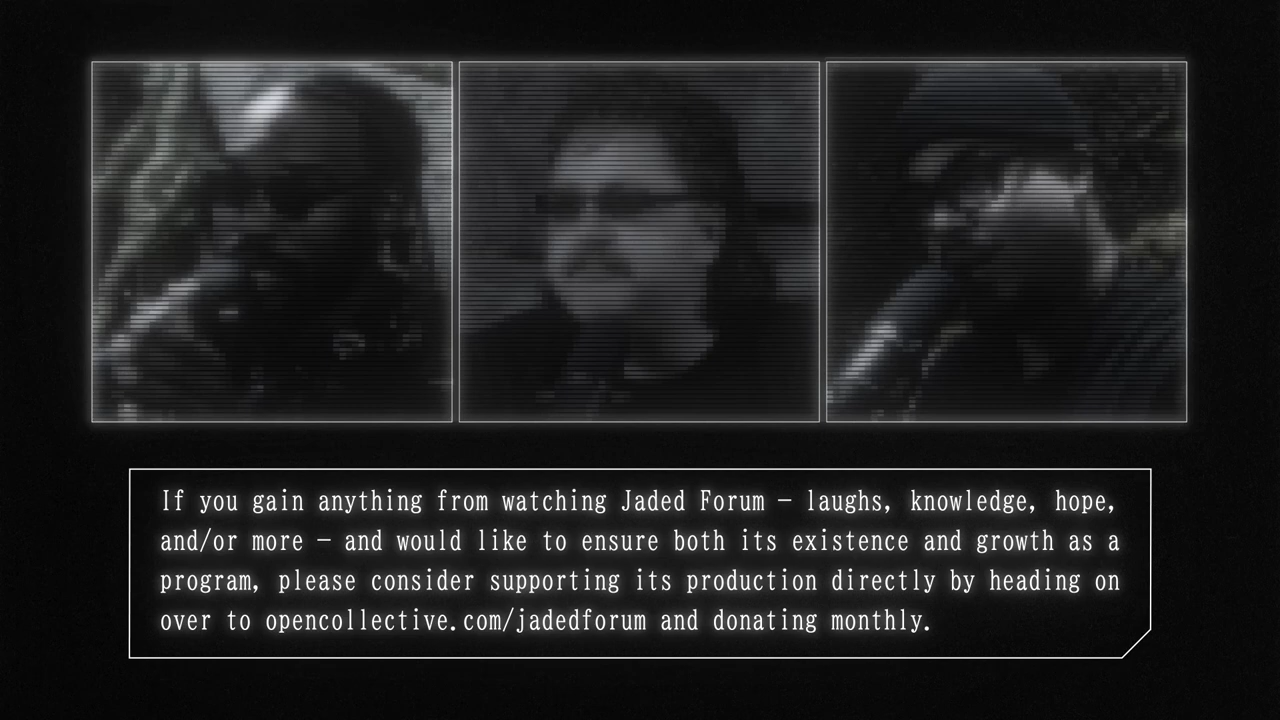 If you gain anything from watching Jaded Forum — laughs, knowledge, hope,
and/or more — and would like to ensure both its existence and growth as a
program, please consider supporting its production directly by heading on
over to opencollective.com/jadedforum and donating monthly.